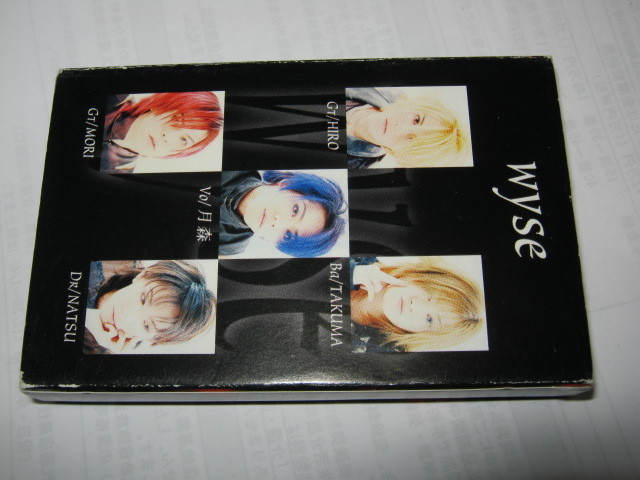 wyse
GT/HIRO
Ba/TAKUMA
Vo/月森
GT/MORI
DR/NATSU